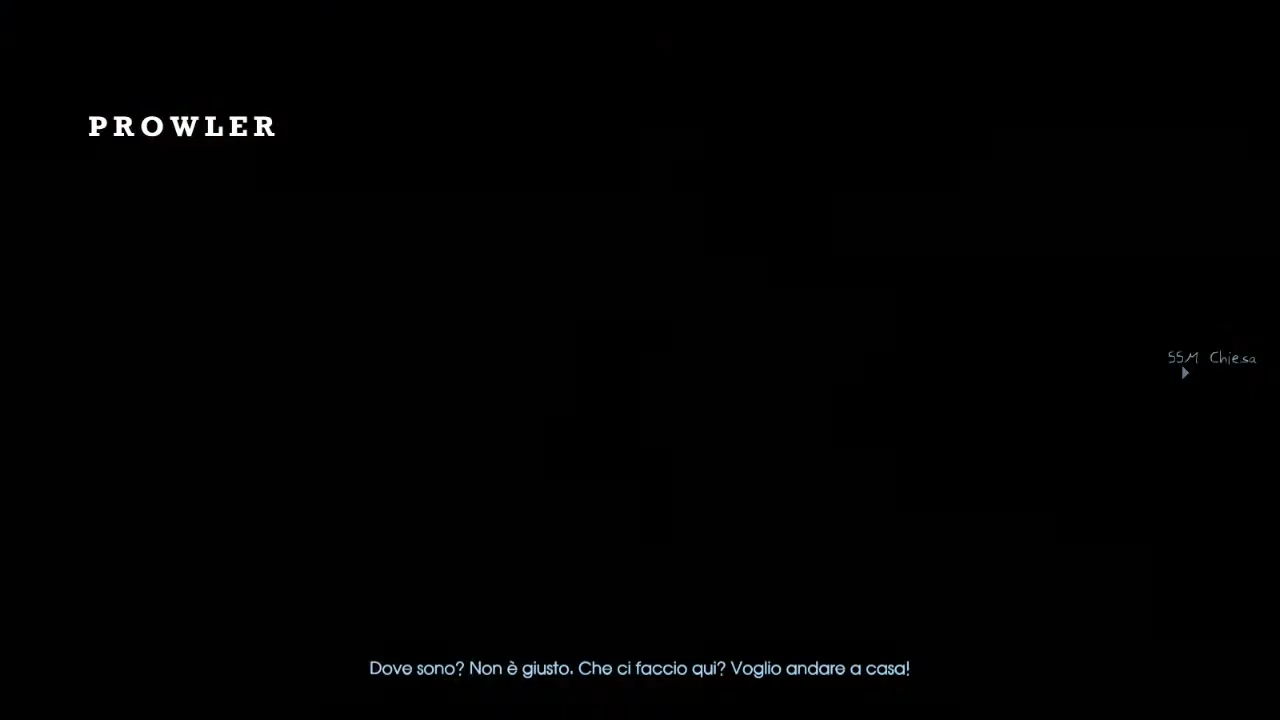 PROWLER
55M Chiesa
Dove sono? Non è giusto. Che ci faccio qui? Voglio andare a casa!